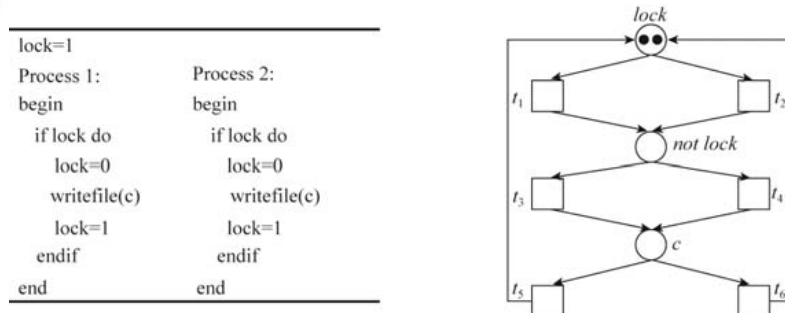 lock=1
Process 1: Process 2:
begin begin
if lock do if lock do
lock=0 lock=0
writefile(c) writefile(c)
lock=1 lock=1
endif endif
end end
lock
t1 t2
not lock
t3 t4
c
t5 t6